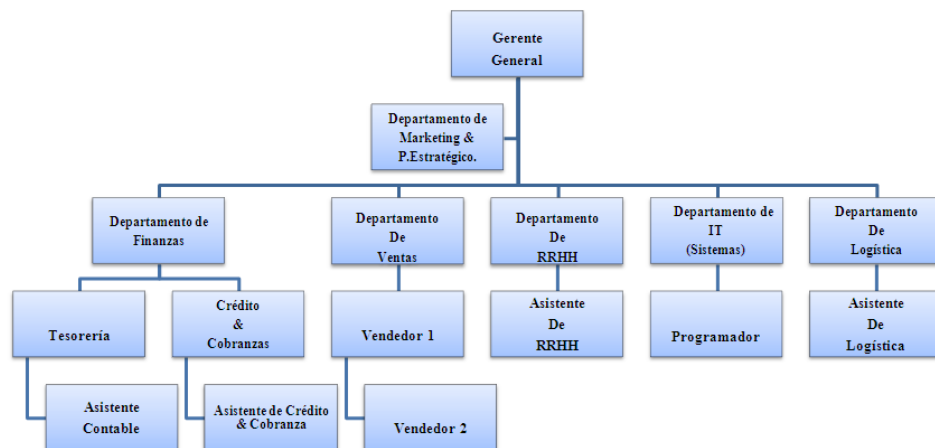 Gerente
General
Departamento de
Marketing &
P.Estratégico.
Departamento de
Finanzas
Departamento
De
Ventas
Departamento
De
RRHH
Departamento de
IT
(Sistemas)
Departamento
De
Logística
Tesorería
Crédito
&
Cobranzas
Vendedor 1
Asistente
De
RRHH
Programador
Asistente
De
Logística
Asistente
Contable
Asistente de Crédito
& Cobranza
Vendedor 2